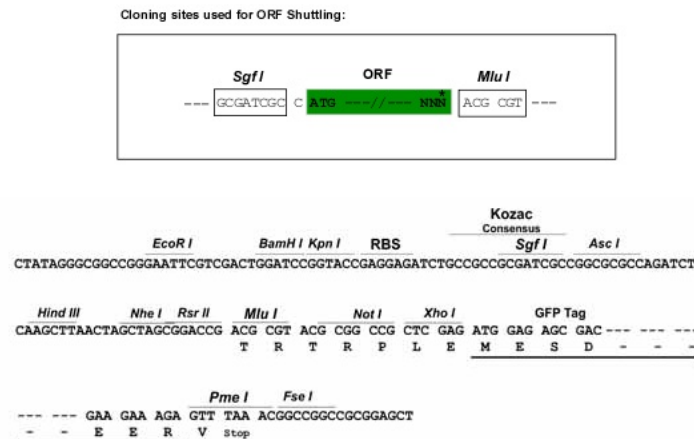 Cloning sites used for ORF Shuttling:
Sgf I ORF Mlu I
--- GCGATCGC C ATG ---//--- NNN* ACG CGT ---
Kozac
Consensus
EcoR I BamH I Kpn I RBS Sgf I Asc I
CTATAGGGCGGCCGGGAATTCGTCGACTGGATCCGGTACCGAGGAGATCTGCCGCCGCGATCGCCGGCGCGCCAGATCT
Hind III Nhe I Rsr II Mlu I Not I Xho I GFP Tag
CAAGCTTAACTAGCTAGCGGACCG ACG CGT ACG CGG CCG CTC GAG ATG GAG AGC GAC--- --- ---
T R T R P L E M E S D - - -
Pme I Fse I
--- --- GAA GAA AGA GTT TAA ACGGCCGGCCGCGGAGCT
- - E E R V Stop